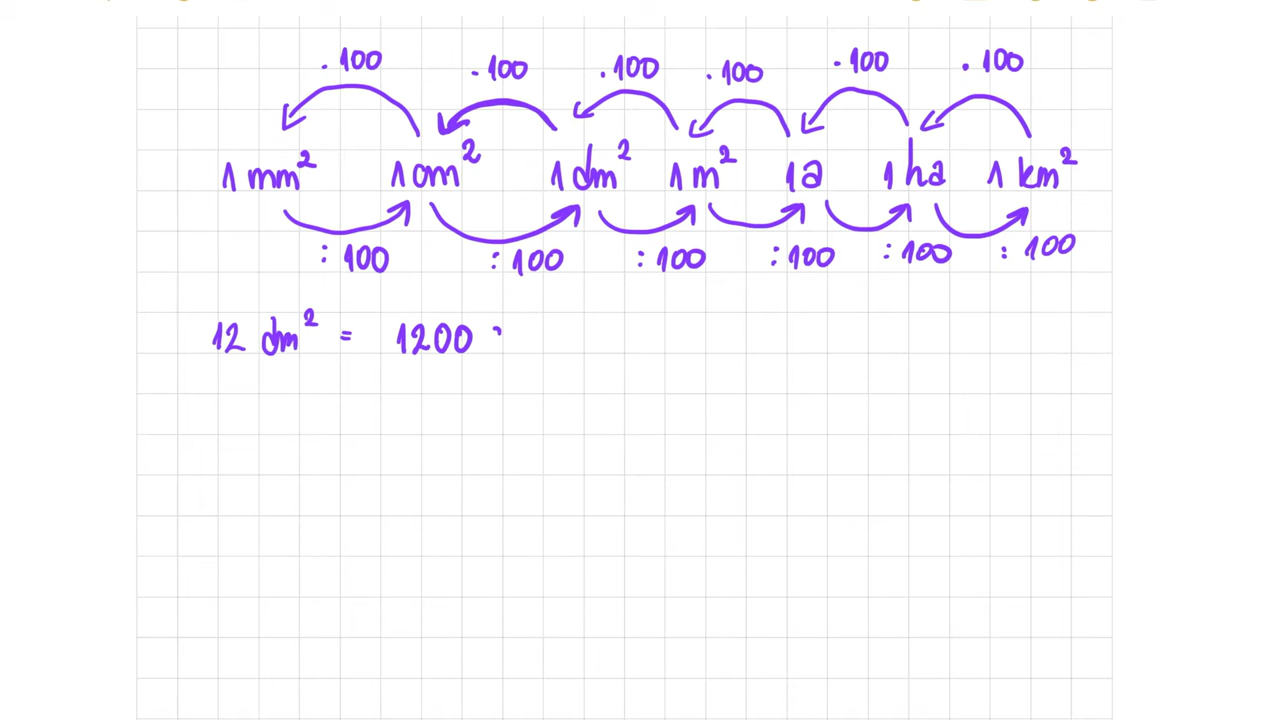 . 100 . 100 . 100 . 100 . 100 . 100
1 mm² 1 cm² 1 dm² 1 m² 1 a 1 ha 1 km²
: 100 : 100 : 100 : 100 : 100 : 100
12 dm² = 1200